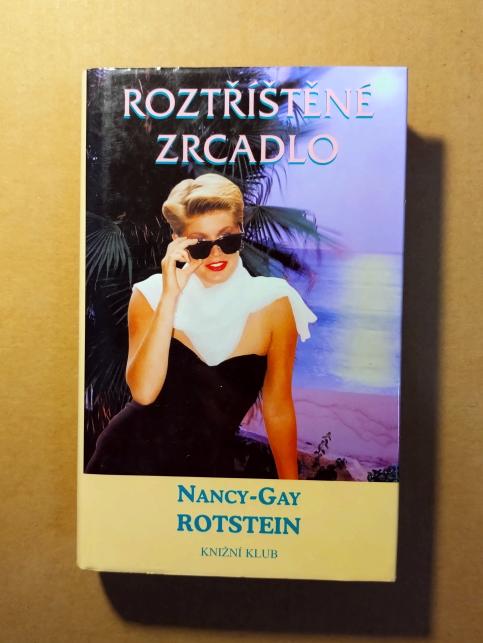 ROZTŘÍŠTĚNÉ
ZRCADLO
NANCY-GAY
ROTSTEIN
KNIŽNÍ KLUB